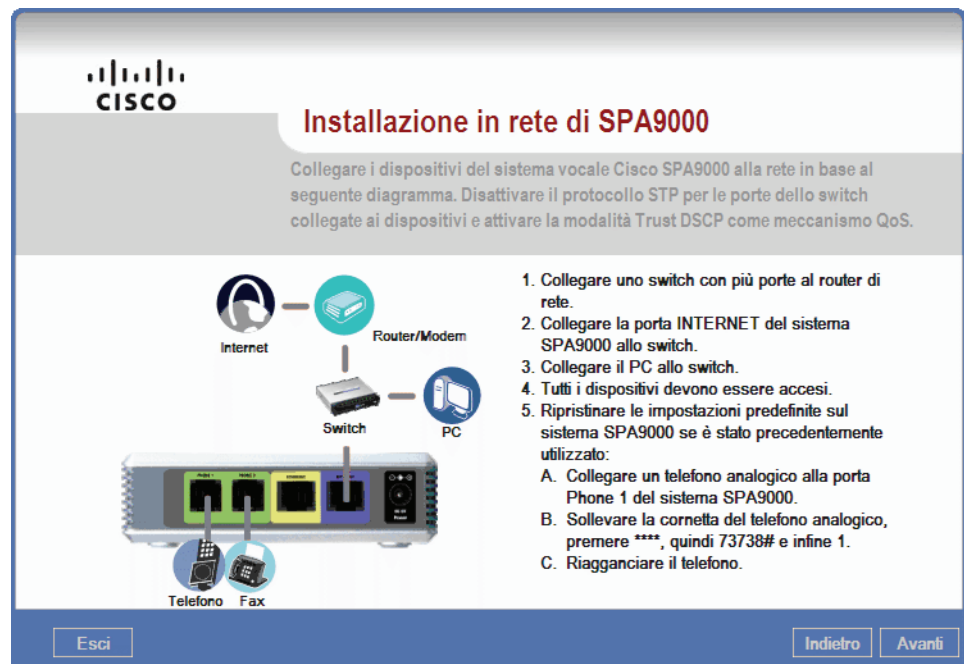 CISCO
Installazione in rete di SPA9000
Collegare i dispositivi del sistema vocale Cisco SPA9000 alla rete in base al
seguente diagramma. Disattivare il protocollo STP per le porte dello switch
collegate ai dispositivi e attivare la modalità Trust DSCP come meccanismo QoS.
Internet
Router/Modem
Switch
PC
PHONE 1
PHONE 2
ETHERNET
Power
Telefono
Fax
1. Collegare uno switch con più porte al router di
rete.
2. Collegare la porta INTERNET del sistema
SPA9000 allo switch.
3. Collegare il PC allo switch.
4. Tutti i dispositivi devono essere accesi.
5. Ripristinare le impostazioni predefinite sul
sistema SPA9000 se è stato precedentemente
utilizzato:
A. Collegare un telefono analogico alla porta
Phone 1 del sistema SPA9000.
B. Sollevare la cornetta del telefono analogico,
premere ****, quindi 73738# e infine 1.
C. Riagganciare il telefono.
Esci
Indietro
Avanti